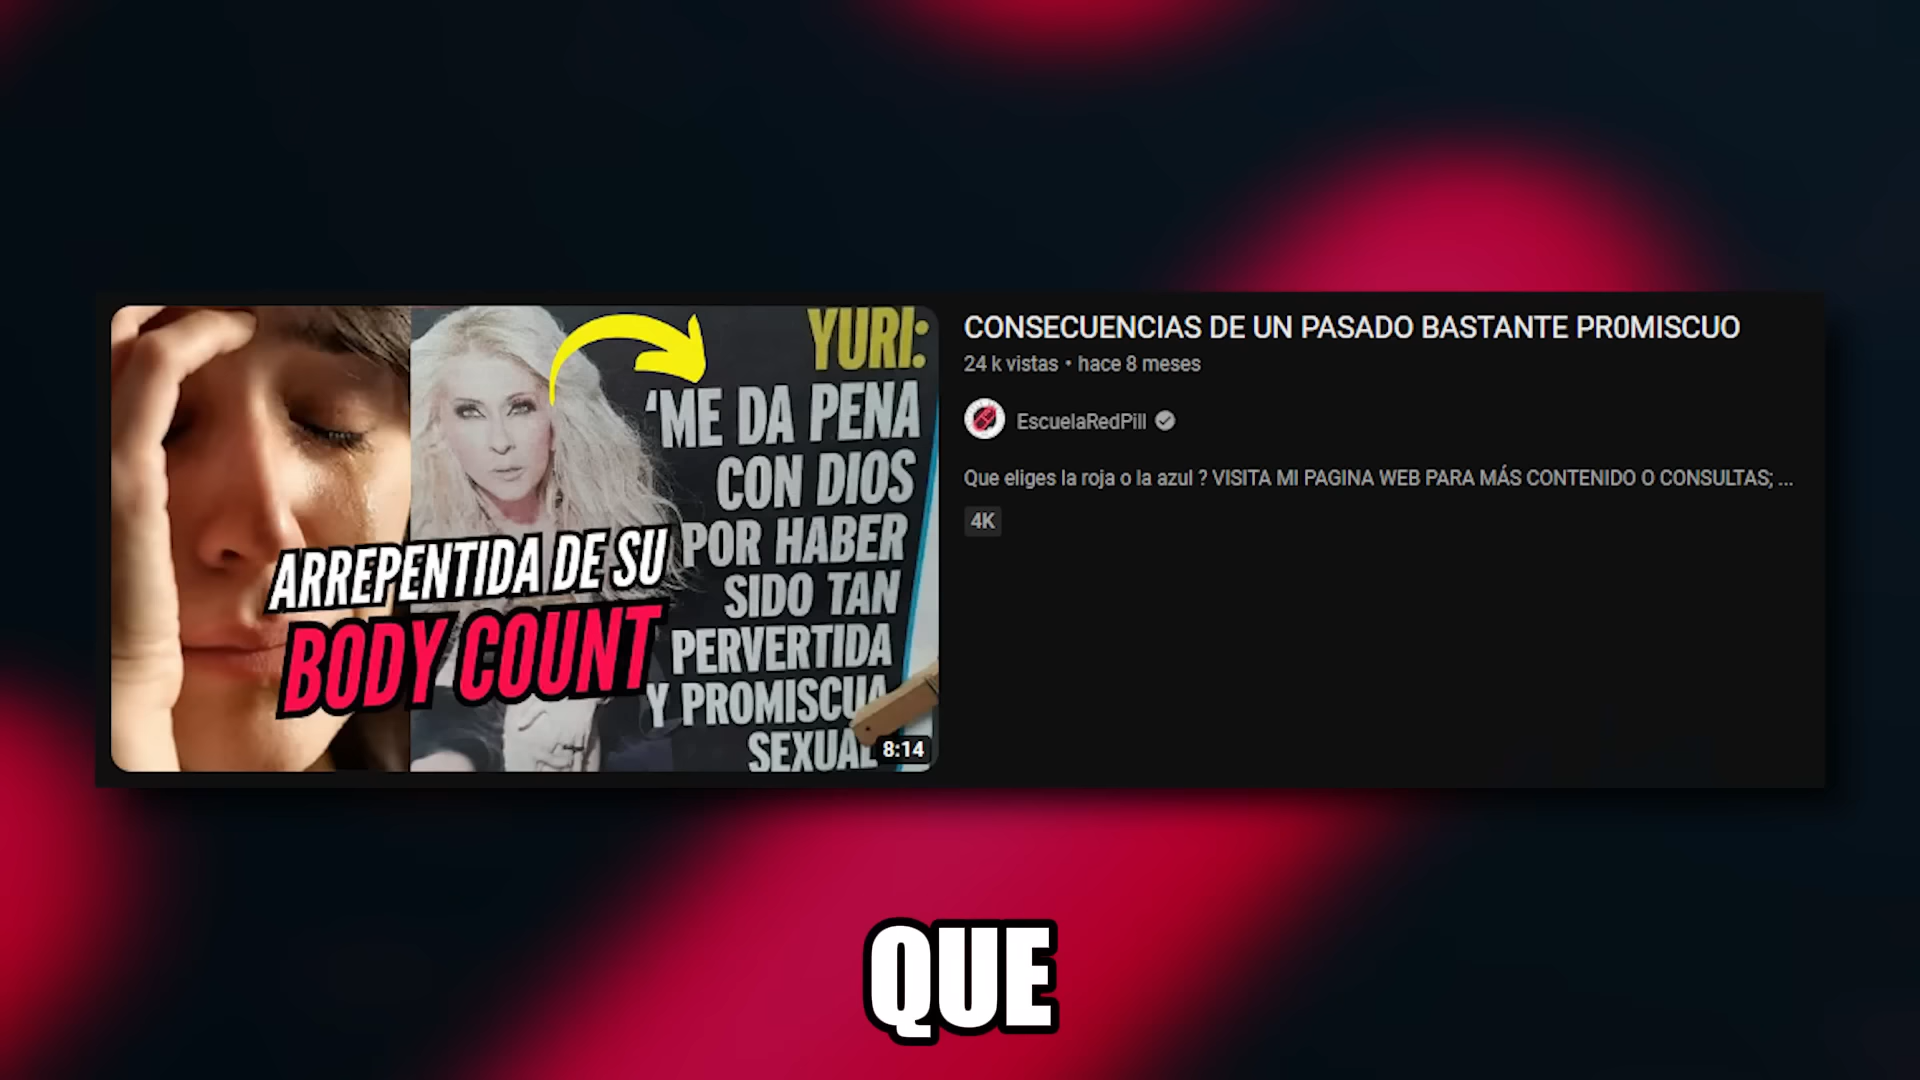 YURI:
'ME DA PENA
CON DIOS
POR HABER
SIDO TAN
PERVERTIDA
Y PROMISCUA
SEXUAL
ARREPENTIDA DE SU
BODY COUNT
8:14
CONSECUENCIAS DE UN PASADO BASTANTE PR0MISCUO
24 k vistas • hace 8 meses
EscuelaRedPill
Que eliges la roja o la azul ? VISITA MI PAGINA WEB PARA MÁS CONTENIDO O CONSULTAS; ...
4K
QUE